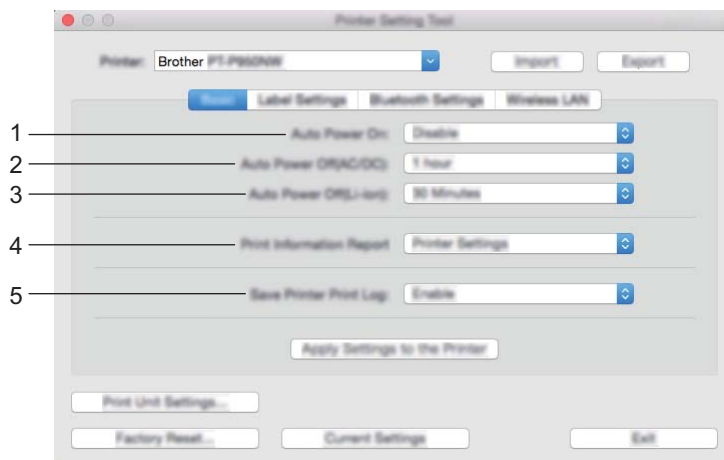 Printer Setting Tool
Printer: Brother PT-P950NW
Import
Export
Basic
Label Settings
Bluetooth Settings
Wireless LAN
1
Auto Power On: Disable
2
Auto Power Off(AC/DC): 1 hour
3
Auto Power Off(Li-ion): 30 Minutes
4
Print Information Report Printer Settings
5
Save Printer Print Log: Enable
Apply Settings to the Printer
Print Unit Settings...
Factory Reset...
Current Settings
Exit